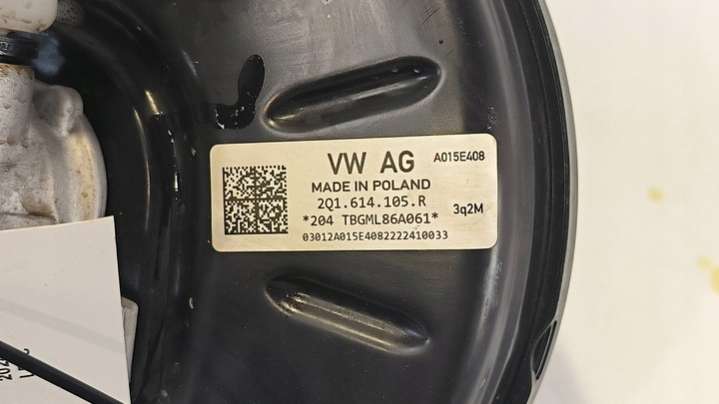 VW AG
A015E408
MADE IN POLAND
2Q1.614.105.R
*204 TBGML86A061*
3q2M
03012A015E4082222410033